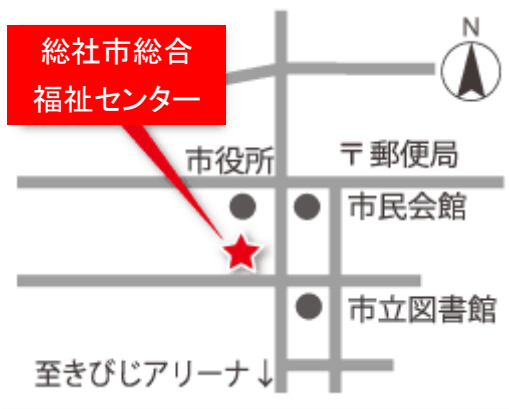 総社市総合
福祉センター
N
市役所
〒郵便局
市民会館
市立図書館
至きびじアリーナ↓